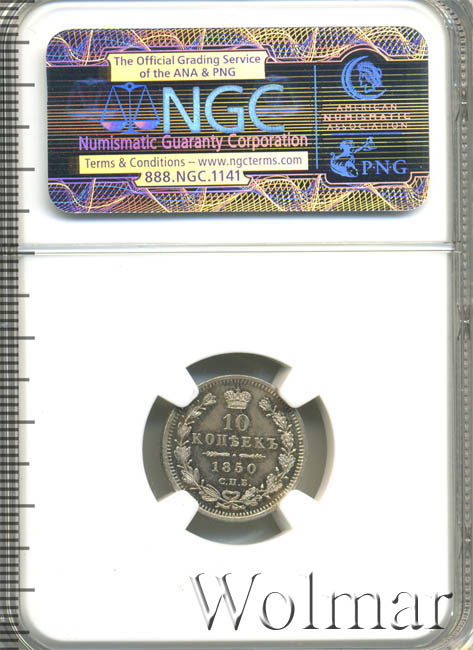 The Official Grading Service
of the ANA & PNG
NGC
Numismatic Guaranty Corporation
Terms & Conditions – www.ngcterms.com
888.NGC.1141
AMERICAN
NUMISMATIC
ASSOCIATION
PNG
10
КОПѢЕКЪ
1850
С.П.Б.
Wolmar